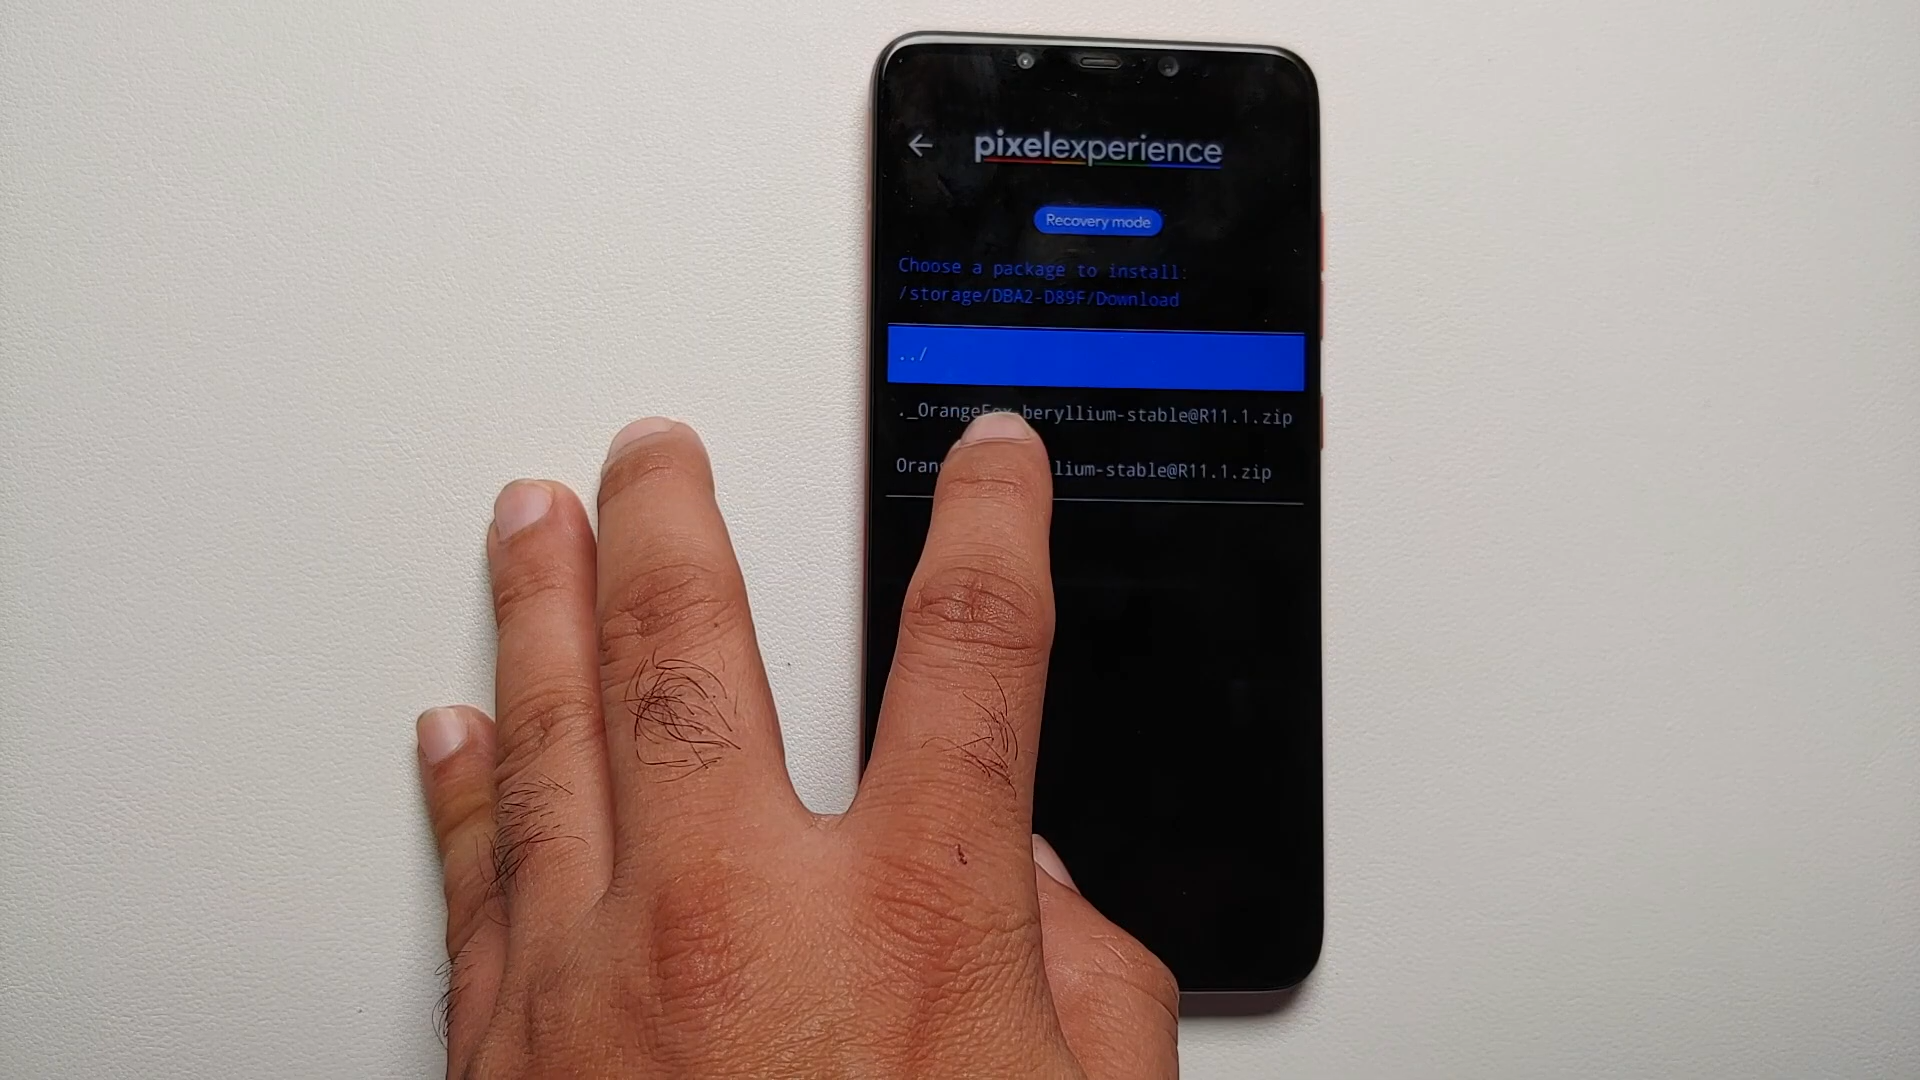 pixelexperience
Recovery mode
Choose a package to install:
/storage/DBA2-D89F/Download
../
._OrangeFox-beryllium-stable@R11.1.zip
Oran lium-stable@R11.1.zip